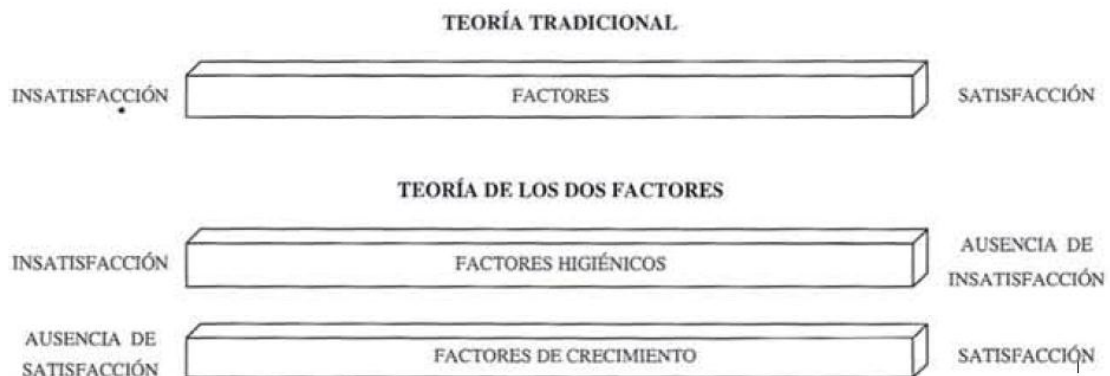 TEORÍA TRADICIONAL
INSATISFACCIÓN FACTORES SATISFACCIÓN
TEORÍA DE LOS DOS FACTORES
INSATISFACCIÓN FACTORES HIGIÉNICOS AUSENCIA DE
INSATISFACCIÓN
AUSENCIA DE
SATISFACCIÓN FACTORES DE CRECIMIENTO SATISFACCIÓN